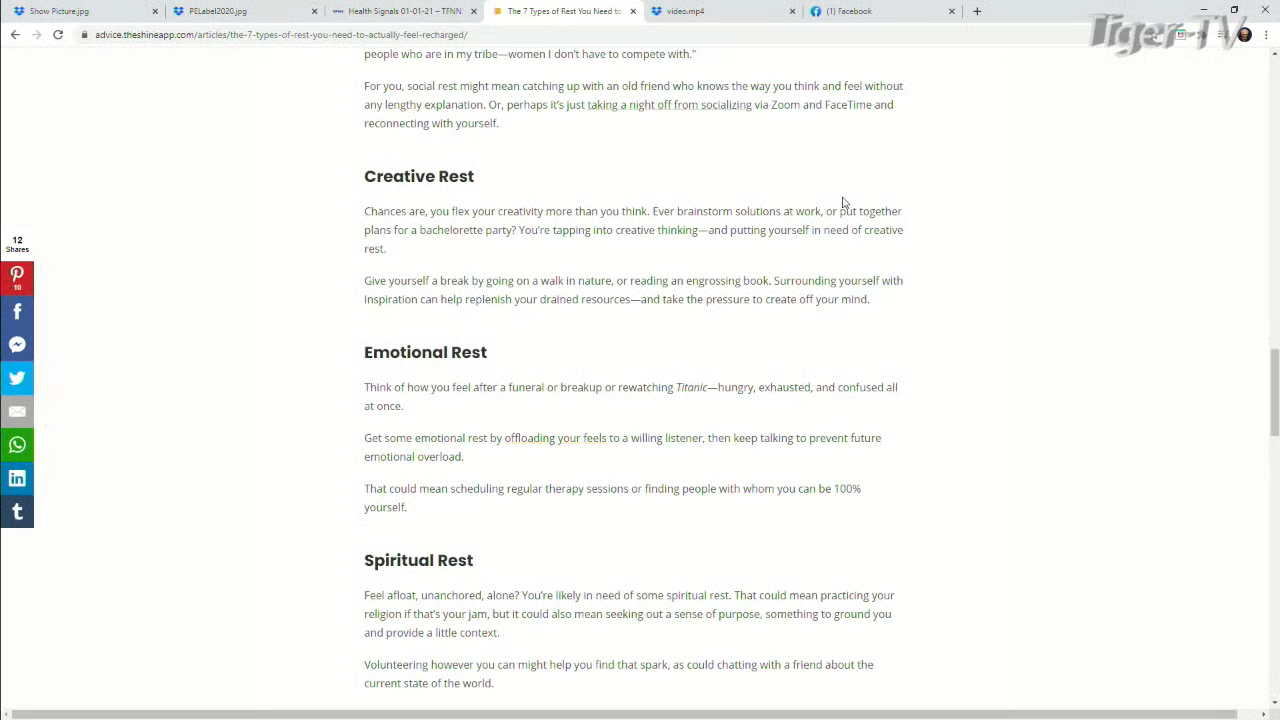 Show Picture.jpg
PELabel2020.jpg
Health Signals 01-01-21 – TFNN
The 7 Types of Rest You Need to
video.mp4
(1) Facebook
advice.theshineapp.com/articles/the-7-types-of-rest-you-need-to-actually-feel-recharged/
Tiger-TV
people who are in my tribe—women I don't have to compete with."
For you, social rest might mean catching up with an old friend who knows the way you think and feel without
any lengthy explanation. Or, perhaps it's just taking a night off from socializing via Zoom and FaceTime and
reconnecting with yourself.
Creative Rest
Chances are, you flex your creativity more than you think. Ever brainstorm solutions at work, or put together
plans for a bachelorette party? You're tapping into creative thinking—and putting yourself in need of creative
rest.
12
Shares
10
Give yourself a break by going on a walk in nature, or reading an engrossing book. Surrounding yourself with
inspiration can help replenish your drained resources—and take the pressure to create off your mind.
Emotional Rest
Think of how you feel after a funeral or breakup or rewatching Titanic—hungry, exhausted, and confused all
at once.
Get some emotional rest by offloading your feels to a willing listener, then keep talking to prevent future
emotional overload.
That could mean scheduling regular therapy sessions or finding people with whom you can be 100%
yourself.
Spiritual Rest
Feel afloat, unanchored, alone? You're likely in need of some spiritual rest. That could mean practicing your
religion if that's your jam, but it could also mean seeking out a sense of purpose, something to ground you
and provide a little context.
Volunteering however you can might help you find that spark, as could chatting with a friend about the
current state of the world.